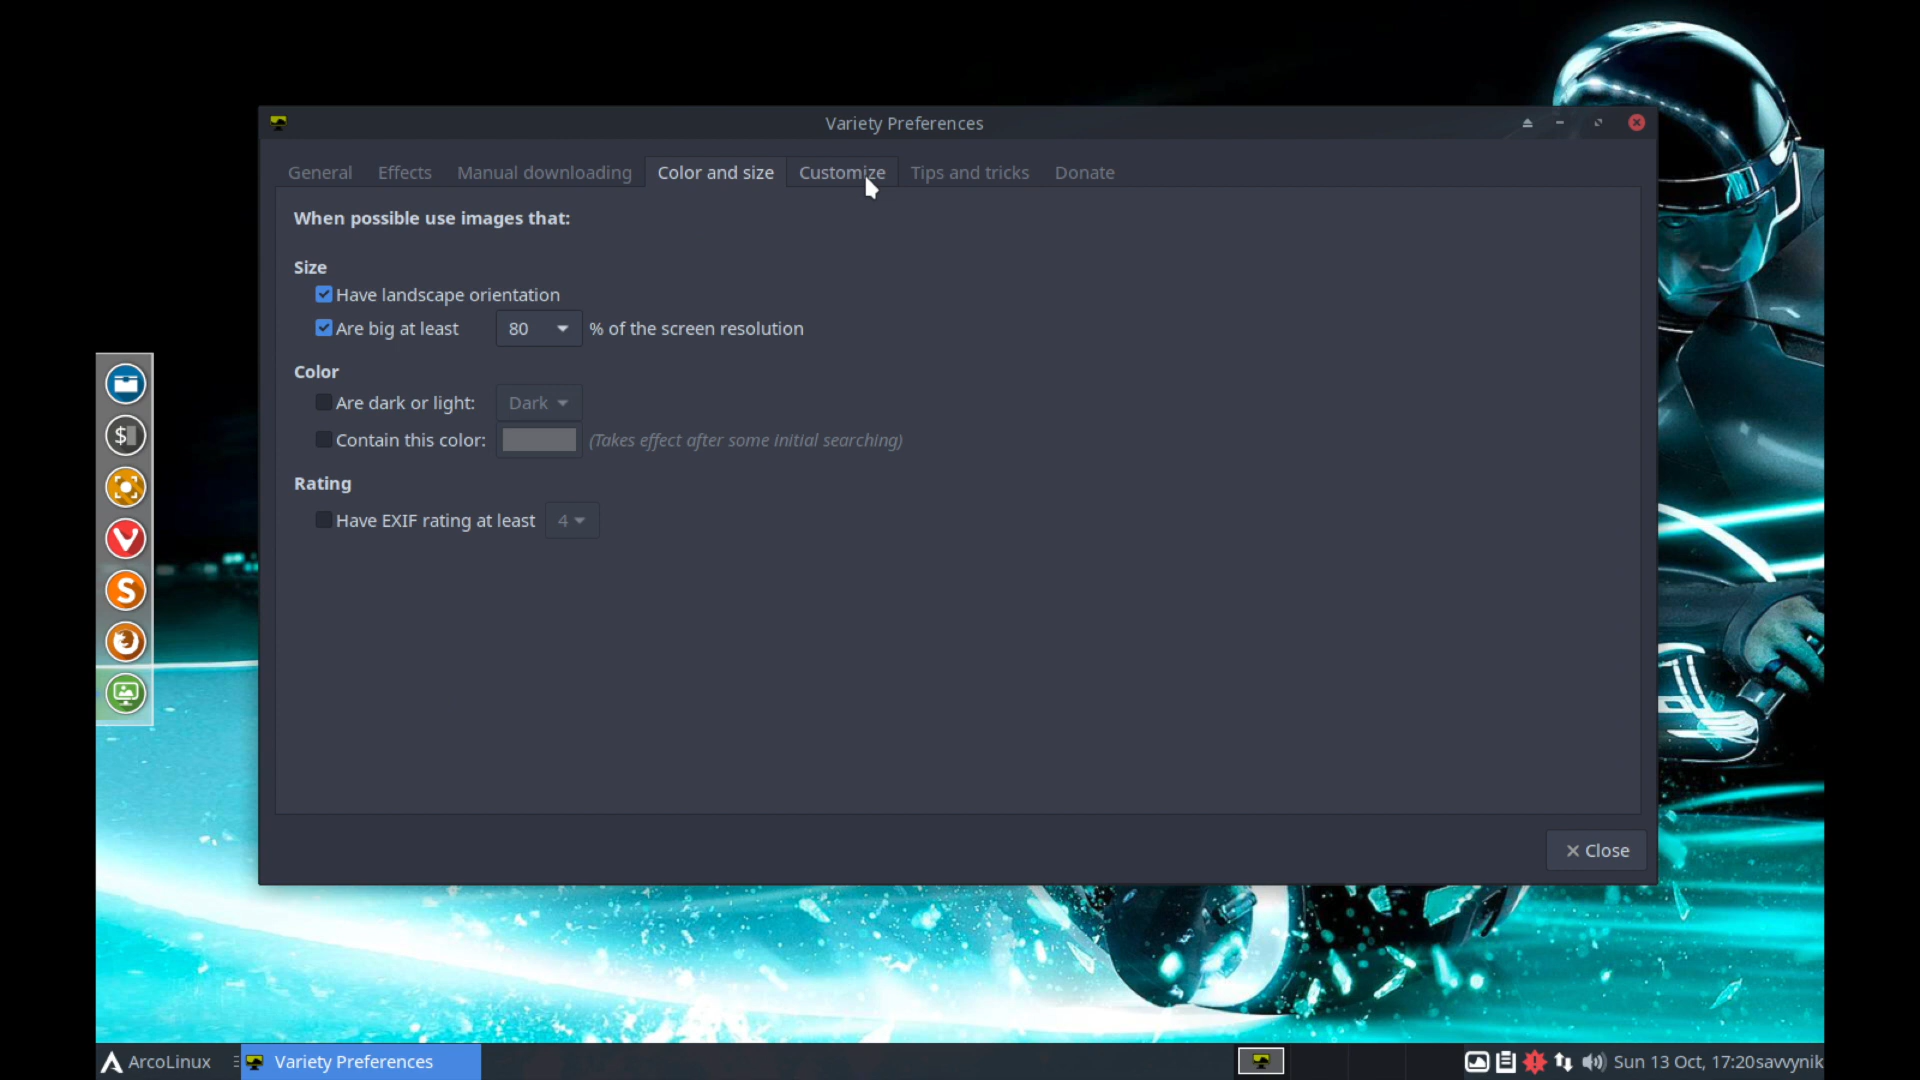 Variety Preferences
General Effects Manual downloading Color and size Customize Tips and tricks Donate
When possible use images that:
Size
Have landscape orientation
Are big at least 80 % of the screen resolution
Color
Are dark or light: Dark
Contain this color: (Takes effect after some initial searching)
Rating
Have EXIF rating at least 4
Close
ArcoLinux Variety Preferences Sun 13 Oct, 17:20 savvynik